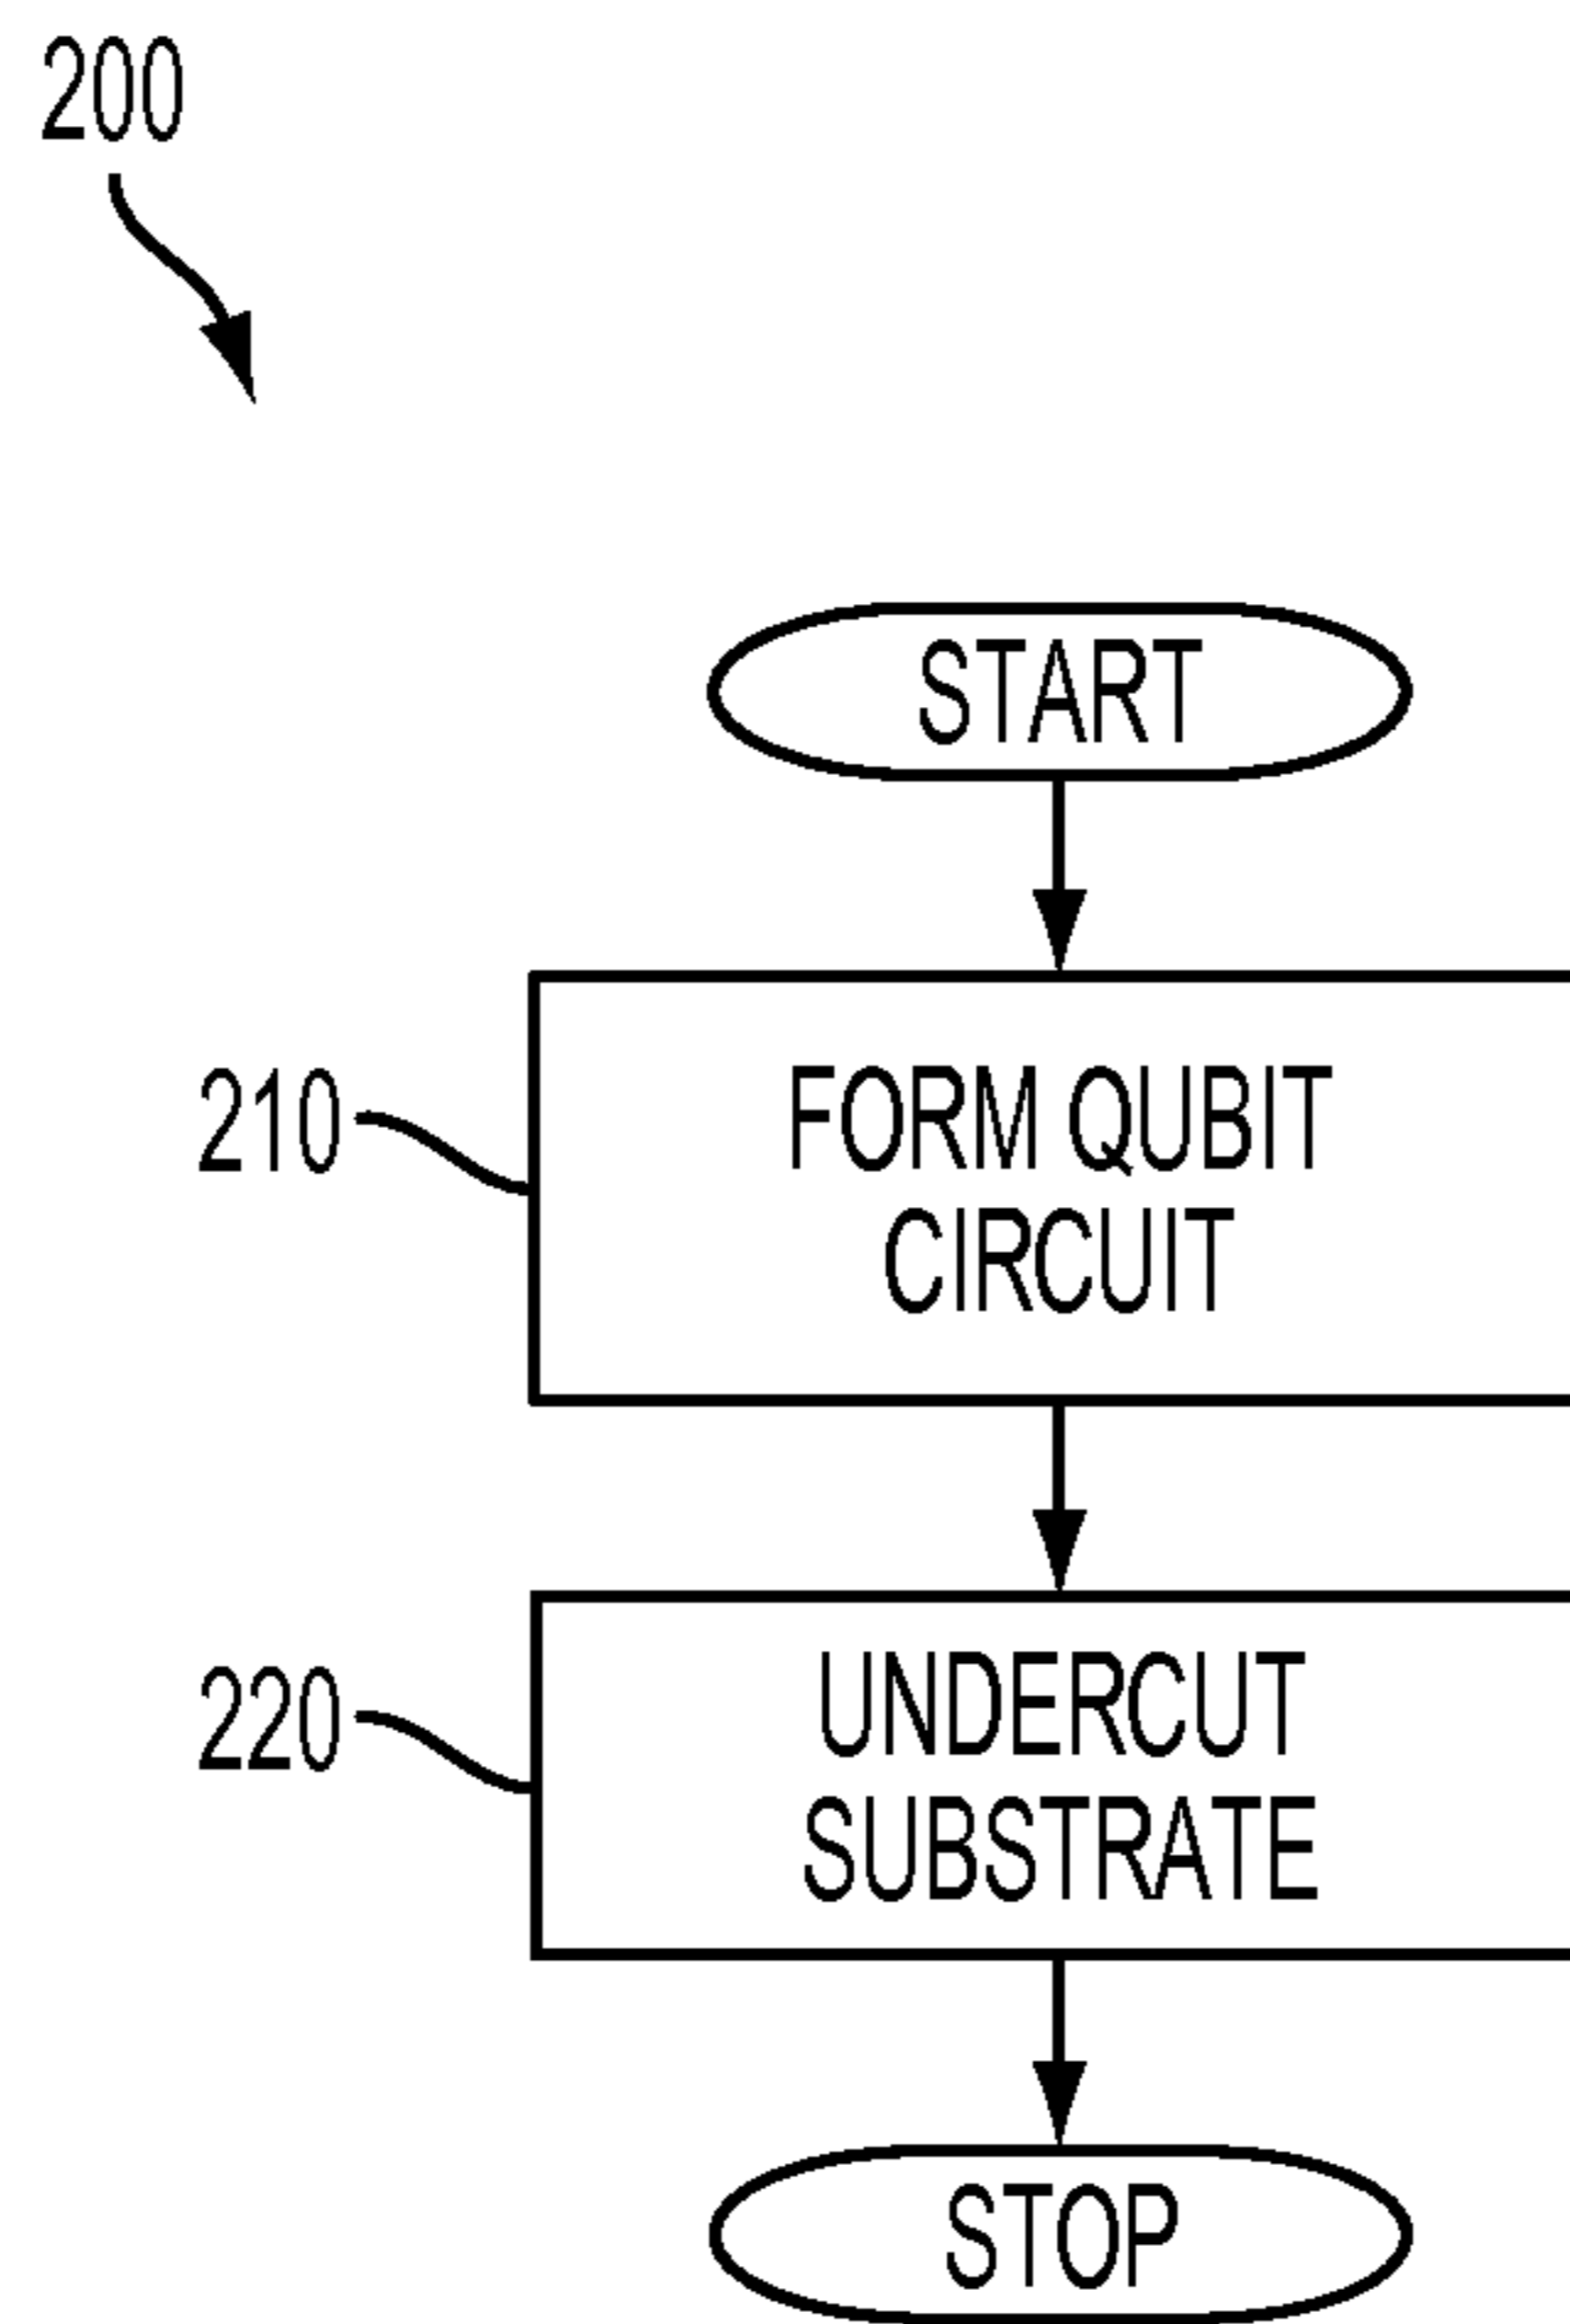 200
START
210
FORM QUBIT
CIRCUIT
220
UNDERCUT
SUBSTRATE
STOP